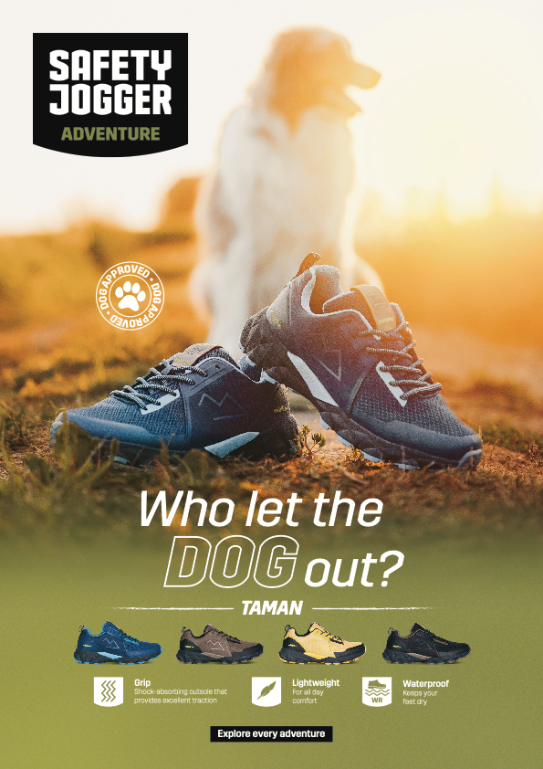 SAFETY
JOGGER
ADVENTURE
DOG APPROVED • DOG APPROVED •
Who let the
DOG out?
TAMAN
Grip
Shock-absorbing outsole that
provides excellent traction
Lightweight
For all day
comfort
WR
Waterproof
Keeps your
feet dry
Explore every adventure